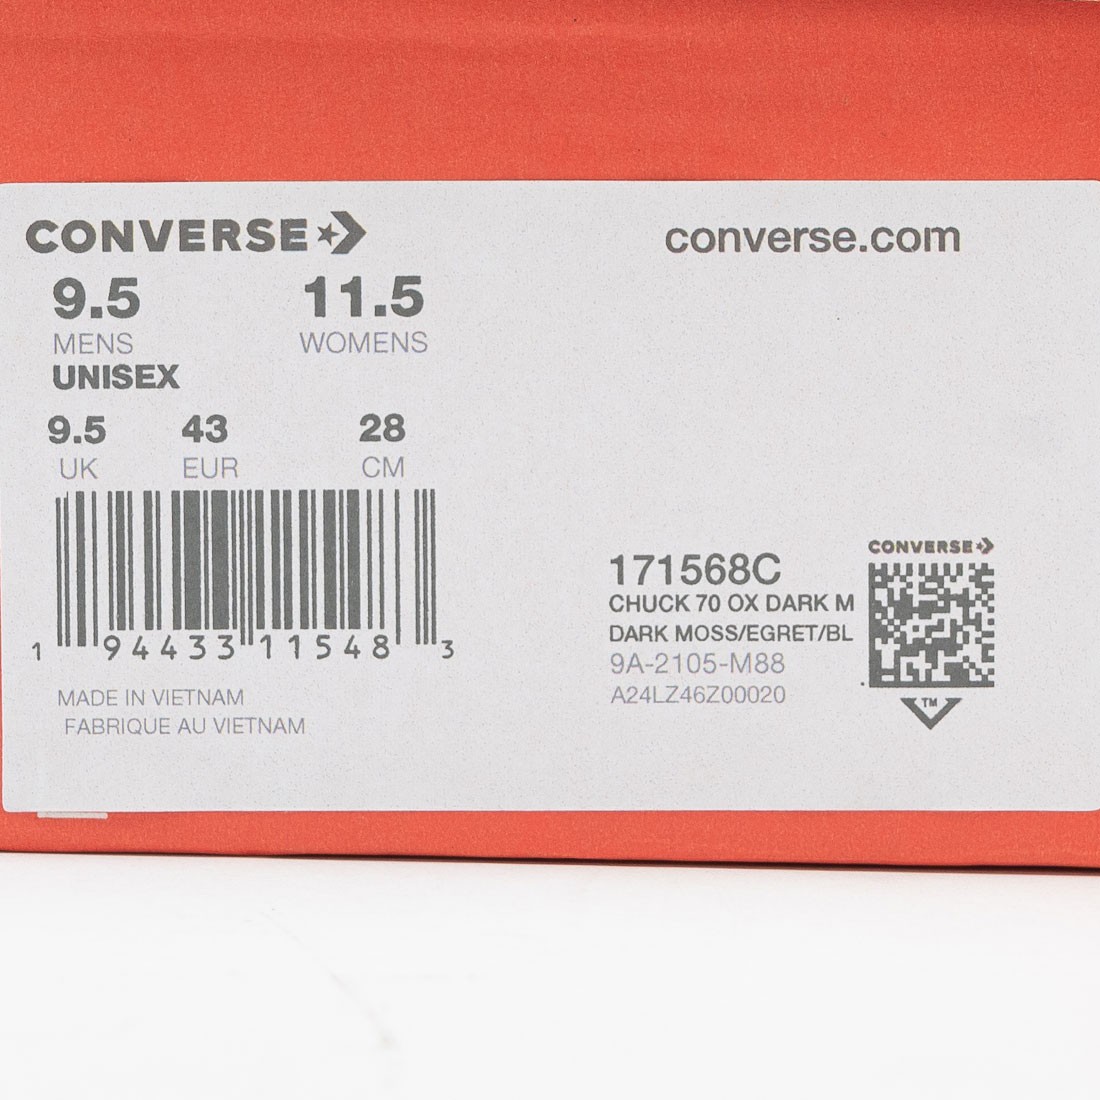 CONVERSE
converse.com
9.5 11.5
MENS WOMENS
UNISEX
9.5 43 28
UK EUR CM
1 94433 11548 3
MADE IN VIETNAM
FABRIQUE AU VIETNAM
171568C
CHUCK 70 OX DARK M
DARK MOSS/EGRET/BL
9A-2105-M88
A24LZ46Z00020
CONVERSE
TM